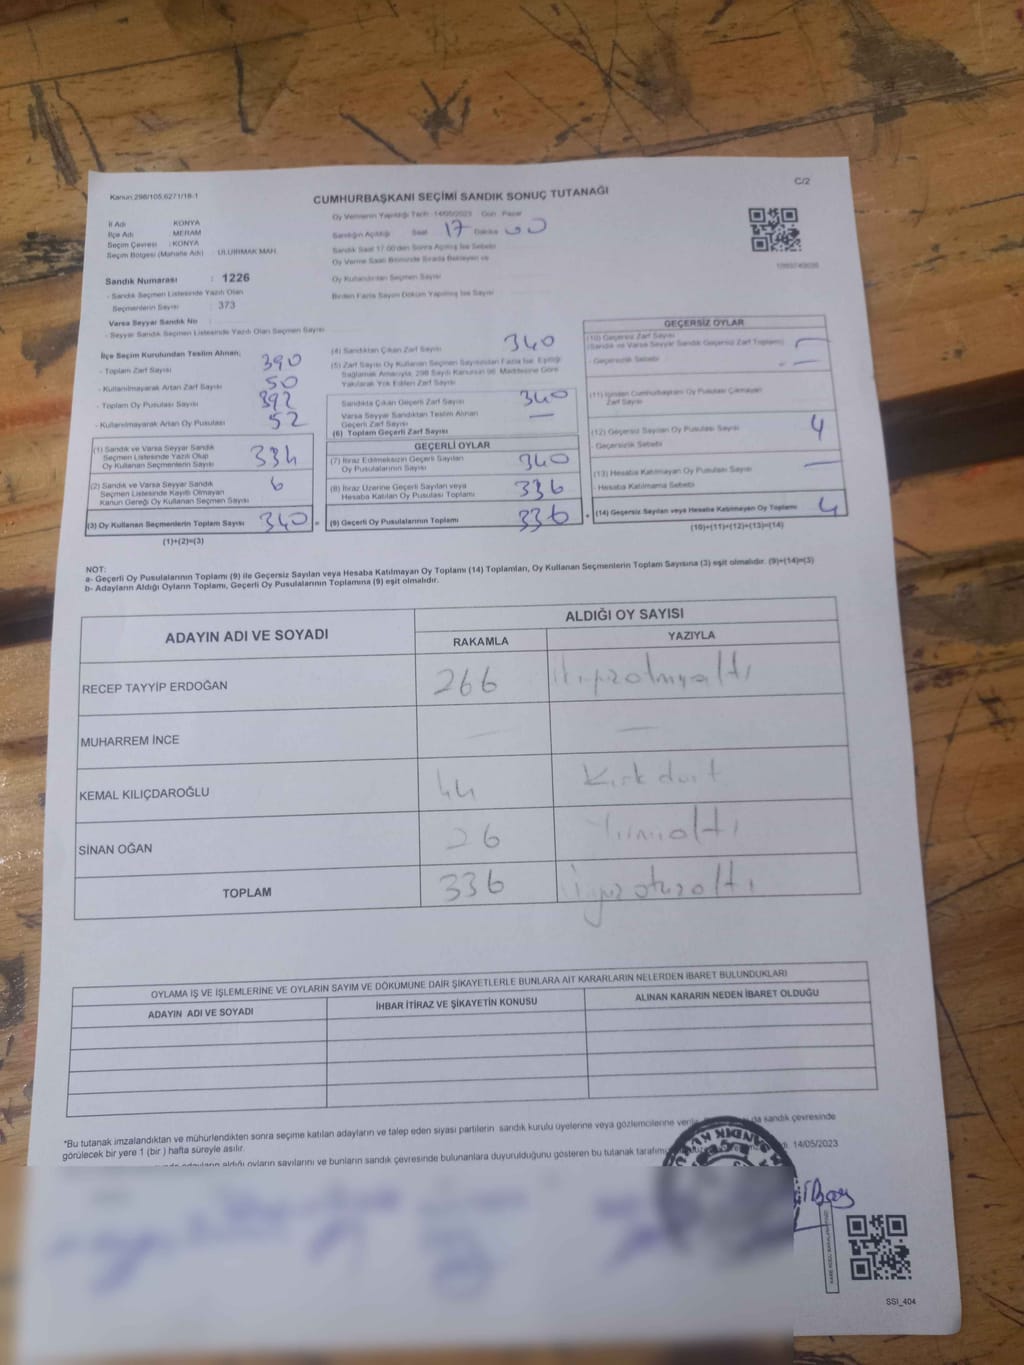 Kanun:298/105,6271/18-1
C/2
CUMHURBAŞKANI SEÇİMİ SANDIK SONUÇ TUTANAĞI
İl Adı KONYA
İlçe Adı : MERAM
Seçim Çevresi : KONYA
Seçim Bölgesi (Mahalle Adı) : ULUIRMAK MAH
Oy Vermenin Yapıldığı Tarih :14/05/2023 Gün : Pazar
Sandığın Açıldığı Saat 17 Dakika 00
Sandık Saat 17.00'den Sonra Açılmış İse Sebebi
Oy Verme Saati Bitiminde Sırada Bekleyen ve
Oy Kullandırılan Seçmen Sayısı
Birden Fazla Sayım Döküm Yapılmış İse Sayısı
Sandık Numarası : 1226
- Sandık Seçmen Listesinde Yazılı Olan
Seçmenlerin Sayısı : 373
Varsa Seyyar Sandık No
- Seyyar Sandık Seçmen Listesinde Yazılı Olan Seçmen Sayısı
İlçe Seçim Kurulundan Teslim Alınan;
- Toplam Zarf Sayısı 390
- Kullanılmayarak Artan Zarf Sayısı 50
- Toplam Oy Pusulası Sayısı 392
- Kullanılmayarak Artan Oy Pusulası 52
(1) Sandık ve Varsa Seyyar Sandık
Seçmen Listesinde Yazılı Olup
Oy Kullanan Seçmenlerin Sayısı 334
(2) Sandık ve Varsa Seyyar Sandık
Seçmen Listesinde Kayıtlı Olmayan
Kanun Gereği Oy Kullanan Seçmen Sayısı 6
(3) Oy Kullanan Seçmenlerin Toplam Sayısı 340 =
(1)+(2)=(3)
(4) Sandıktan Çıkan Zarf Sayısı 340
(5) Zarf Sayısı Oy Kullanan Seçmen Sayısından Fazla İse, Eşitliği
Sağlamak Amacıyla, 298 Sayılı Kanunun 98. Maddesine Göre
Yakılarak Yok Edilen Zarf Sayısı
Sandıkta Çıkan Geçerli Zarf Sayısı 340
Varsa Seyyar Sandıktan Teslim Alınan
Geçerli Zarf Sayısı —
(6) Toplam Geçerli Zarf Sayısı
GEÇERLİ OYLAR
(7) İtiraz Edilmeksizin Geçerli Sayılan
Oy Pusulalarının Sayısı 340
(8) İtiraz Üzerine Geçerli Sayılan veya
Hesaba Katılan Oy Pusulası Toplamı 336
(9) Geçerli Oy Pusulalarının Toplamı 336 +
GEÇERSİZ OYLAR
(10) Geçersiz Zarf Sayısı
(Sandık ve Varsa Seyyar Sandık Geçersiz Zarf Toplamı) —
- Geçersizlik Sebebi - —
(11) İçinden Cumhurbaşkanı Oy Pusulası Çıkmayan
Zarf Sayısı
(12) Geçersiz Sayılan Oy Pusulası Sayısı 4
Geçersizlik Sebebi
(13) Hesaba Katılmayan Oy Pusulası Sayısı —
- Hesaba Katılmama Sebebi
(14) Geçersiz Sayılan veya Hesaba Katılmayan Oy Toplamı 4
(10)+(11)+(12)+(13)=(14)
NOT:
a- Geçerli Oy Pusulalarının Toplamı (9) ile Geçersiz Sayılan veya Hesaba Katılmayan Oy Toplamı (14) Toplamları, Oy Kullanan Seçmenlerin Toplam Sayısına (3) eşit olmalıdır. (9)+(14)=(3)
b- Adayların Aldığı Oyların Toplamı, Geçerli Oy Pusulalarının Toplamına (9) eşit olmalıdır.
ADAYIN ADI VE SOYADI ALDIĞI OY SAYISI
RAKAMLA YAZIYLA
RECEP TAYYİP ERDOĞAN 266
MUHARREM İNCE — —
KEMAL KILIÇDAROĞLU 44 Kırkdört
SİNAN OĞAN 26 Yirmialtı
TOPLAM 336 üçyüzotuzaltı
OYLAMA İŞ VE İŞLEMLERİNE VE OYLARIN SAYIM VE DÖKÜMÜNE DAİR ŞİKAYETLERLE BUNLARA AİT KARARLARIN NELERDEN İBARET BULUNDUKLARI
ADAYIN ADI VE SOYADI İHBAR İTİRAZ VE ŞİKAYETİN KONUSU ALINAN KARARIN NEDEN İBARET OLDUĞU
*Bu tutanak imzalandıktan ve mühürlendikten sonra seçime katılan adayların ve talep eden siyasi partilerin sandık kurulu üyelerine veya gözlemcilerine sandık çevresinde
görülecek bir yere 1 (bir ) hafta süreyle asılır.
aldığı oyların sayılarını ve bunların sandık çevresinde bulunanlara duyurulduğunu gösteren bu tutanak 14/05/2023
SANDIK
SSI_404